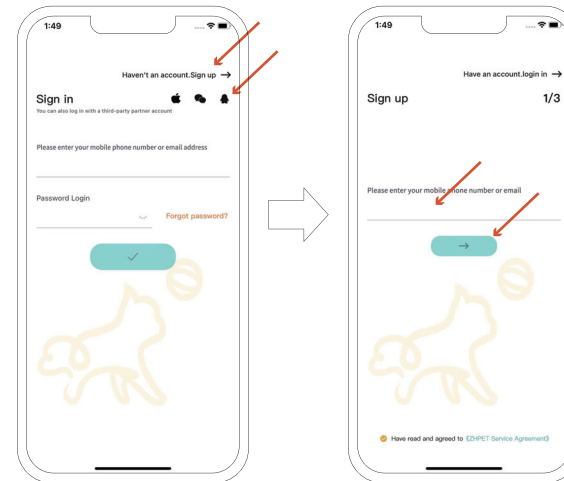 1:49
Haven't an account.Sign up →
Sign in
You can also log in with a third-party partner account
Please enter your mobile phone number or email address
Password Login
Forgot password?
1:49
Have an account.login in →
Sign up 1/3
Please enter your mobile phone number or email
→
Have read and agreed to 《ZHPET Service Agreement》